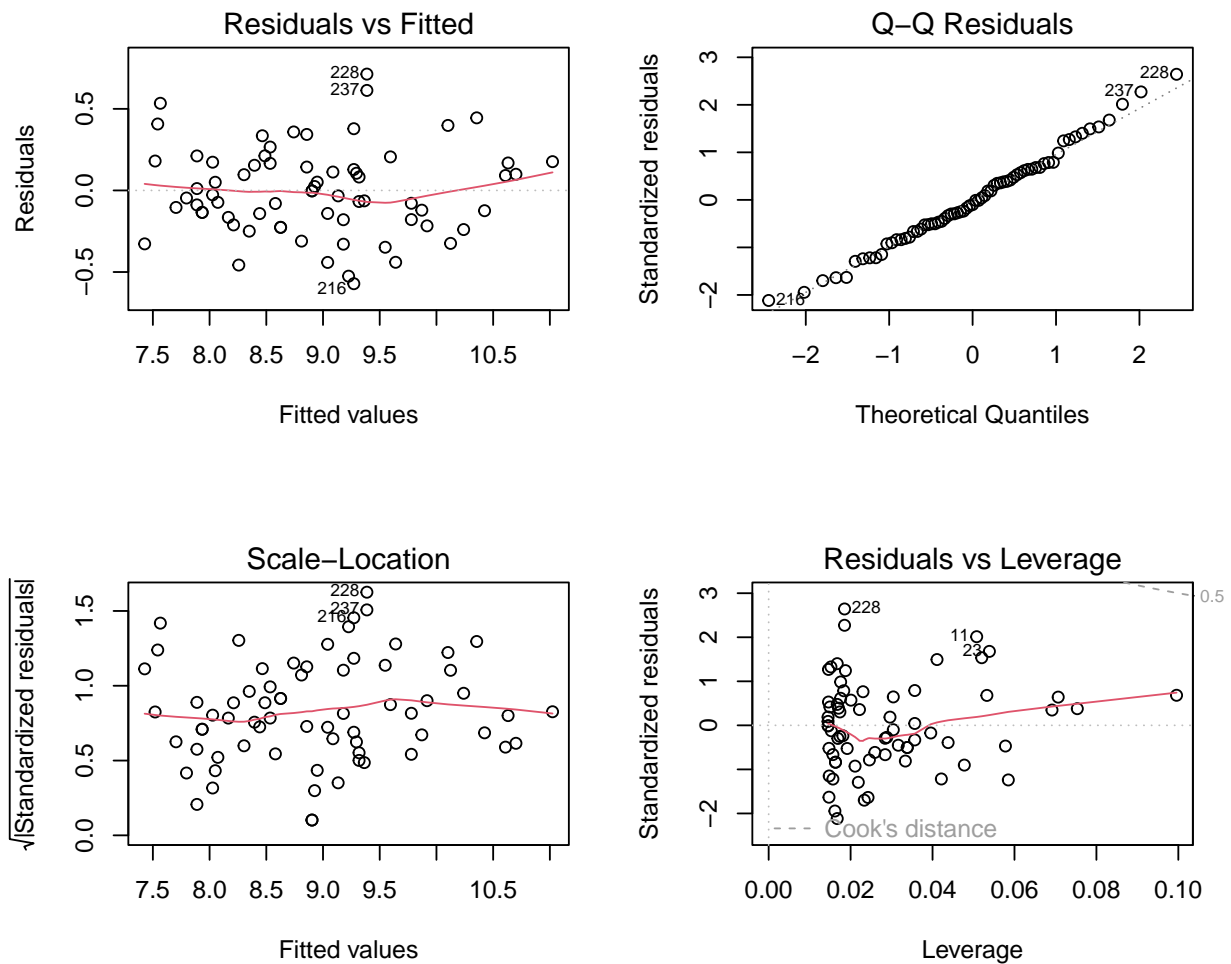 Residuals vs Fitted
Residuals
0.5
0.0
−0.5
228
237
216
7.5 8.0 8.5 9.0 9.5 10.5
Fitted values
Q−Q Residuals
Standardized residuals
3
2
1
0
−2
228
237
216
−2 −1 0 1 2
Theoretical Quantiles
Scale−Location
√|Standardized residuals|
1.5
1.0
0.5
0.0
228
237
216
7.5 8.0 8.5 9.0 9.5 10.5
Fitted values
Residuals vs Leverage
Standardized residuals
3
2
1
0
−2
228
11
23
0.5
Cook's distance
0.00 0.02 0.04 0.06 0.08 0.10
Leverage